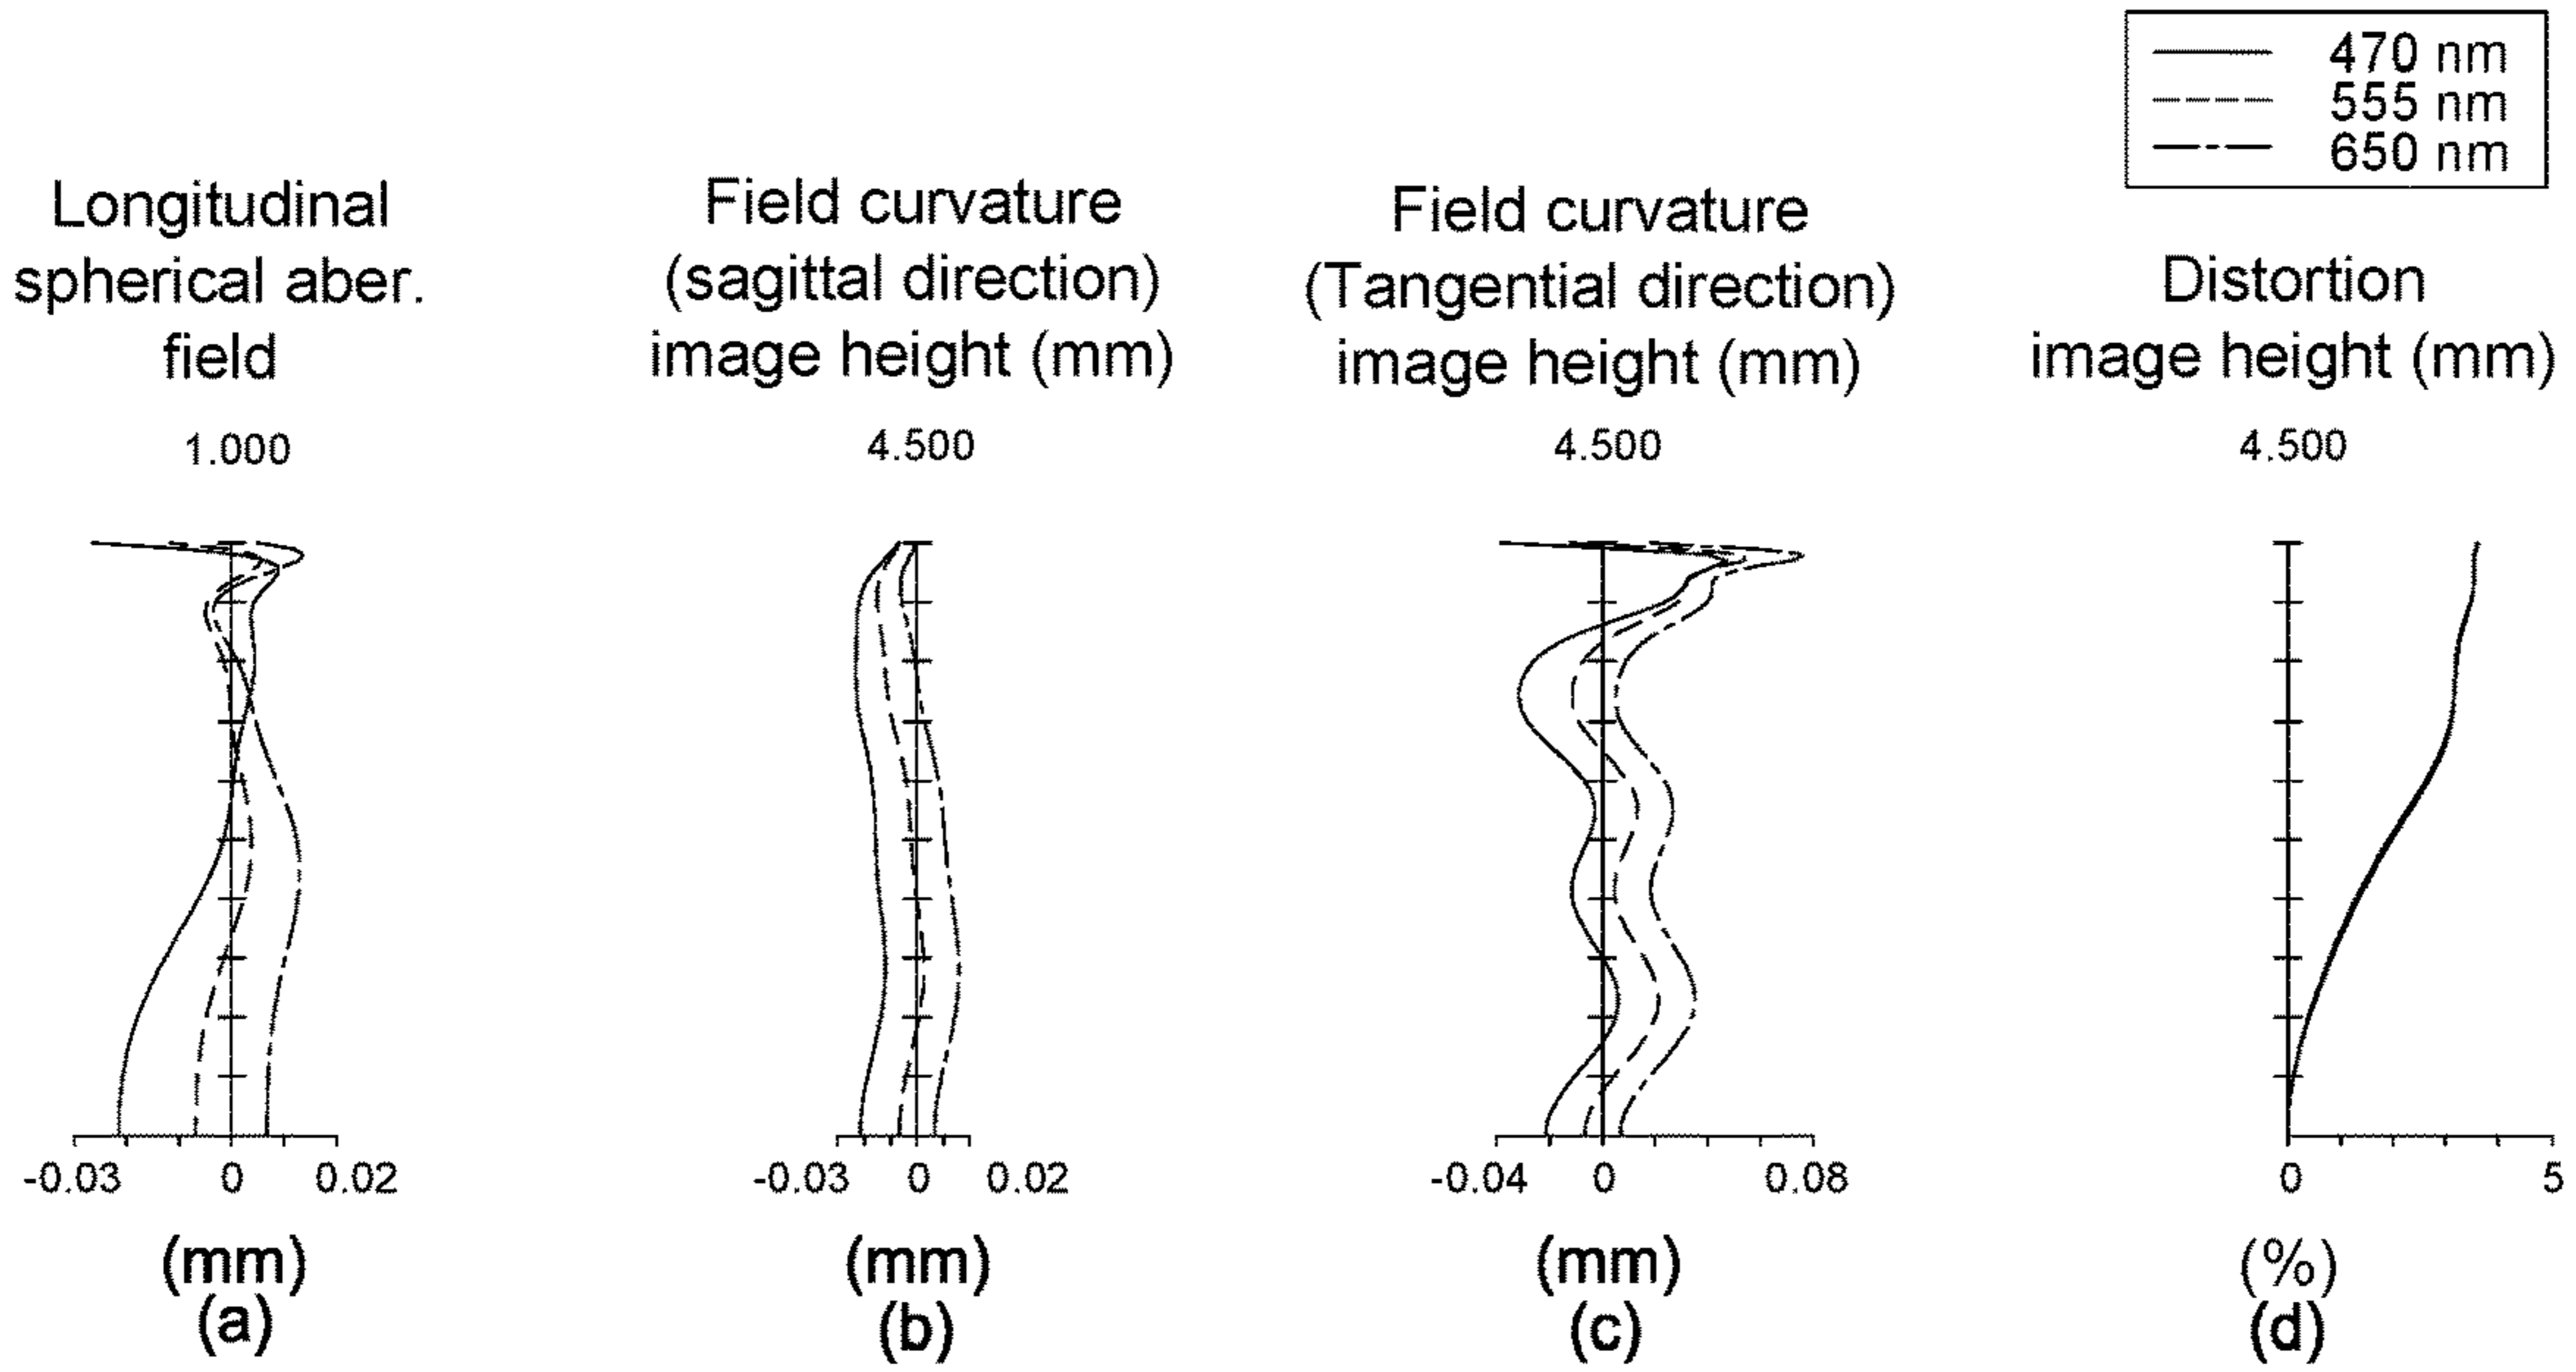 470 nm
555 nm
650 nm
Longitudinal
spherical aber.
field
1.000
-0.03 0 0.02
(mm)
(a)
Field curvature
(sagittal direction)
image height (mm)
4.500
-0.03 0 0.02
(mm)
(b)
Field curvature
(Tangential direction)
image height (mm)
4.500
-0.04 0 0.08
(mm)
(c)
Distortion
image height (mm)
4.500
0 5
(%)
(d)